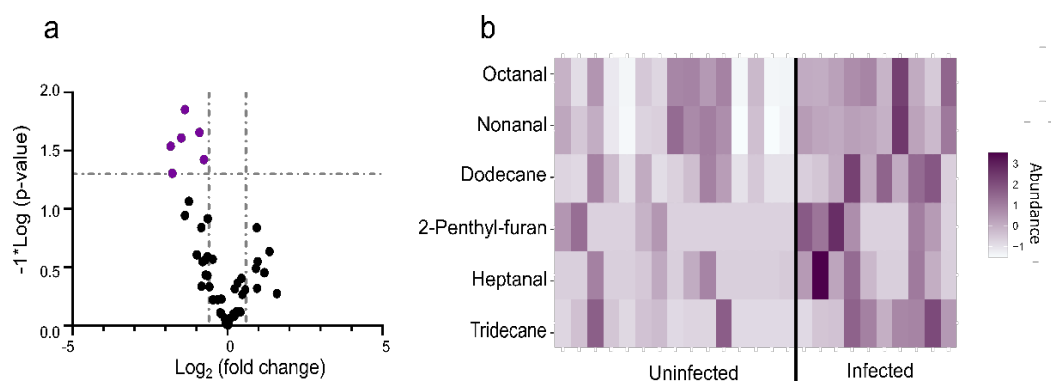 a
b
2.0
1.5
1.0
0.5
0.0
-5
0
5
-1*Log (p-value)
Log2 (fold change)
Octanal
Nonanal
Dodecane
2-Penthyl-furan
Heptanal
Tridecane
Uninfected
Infected
3
2
1
0
−1
Abundance